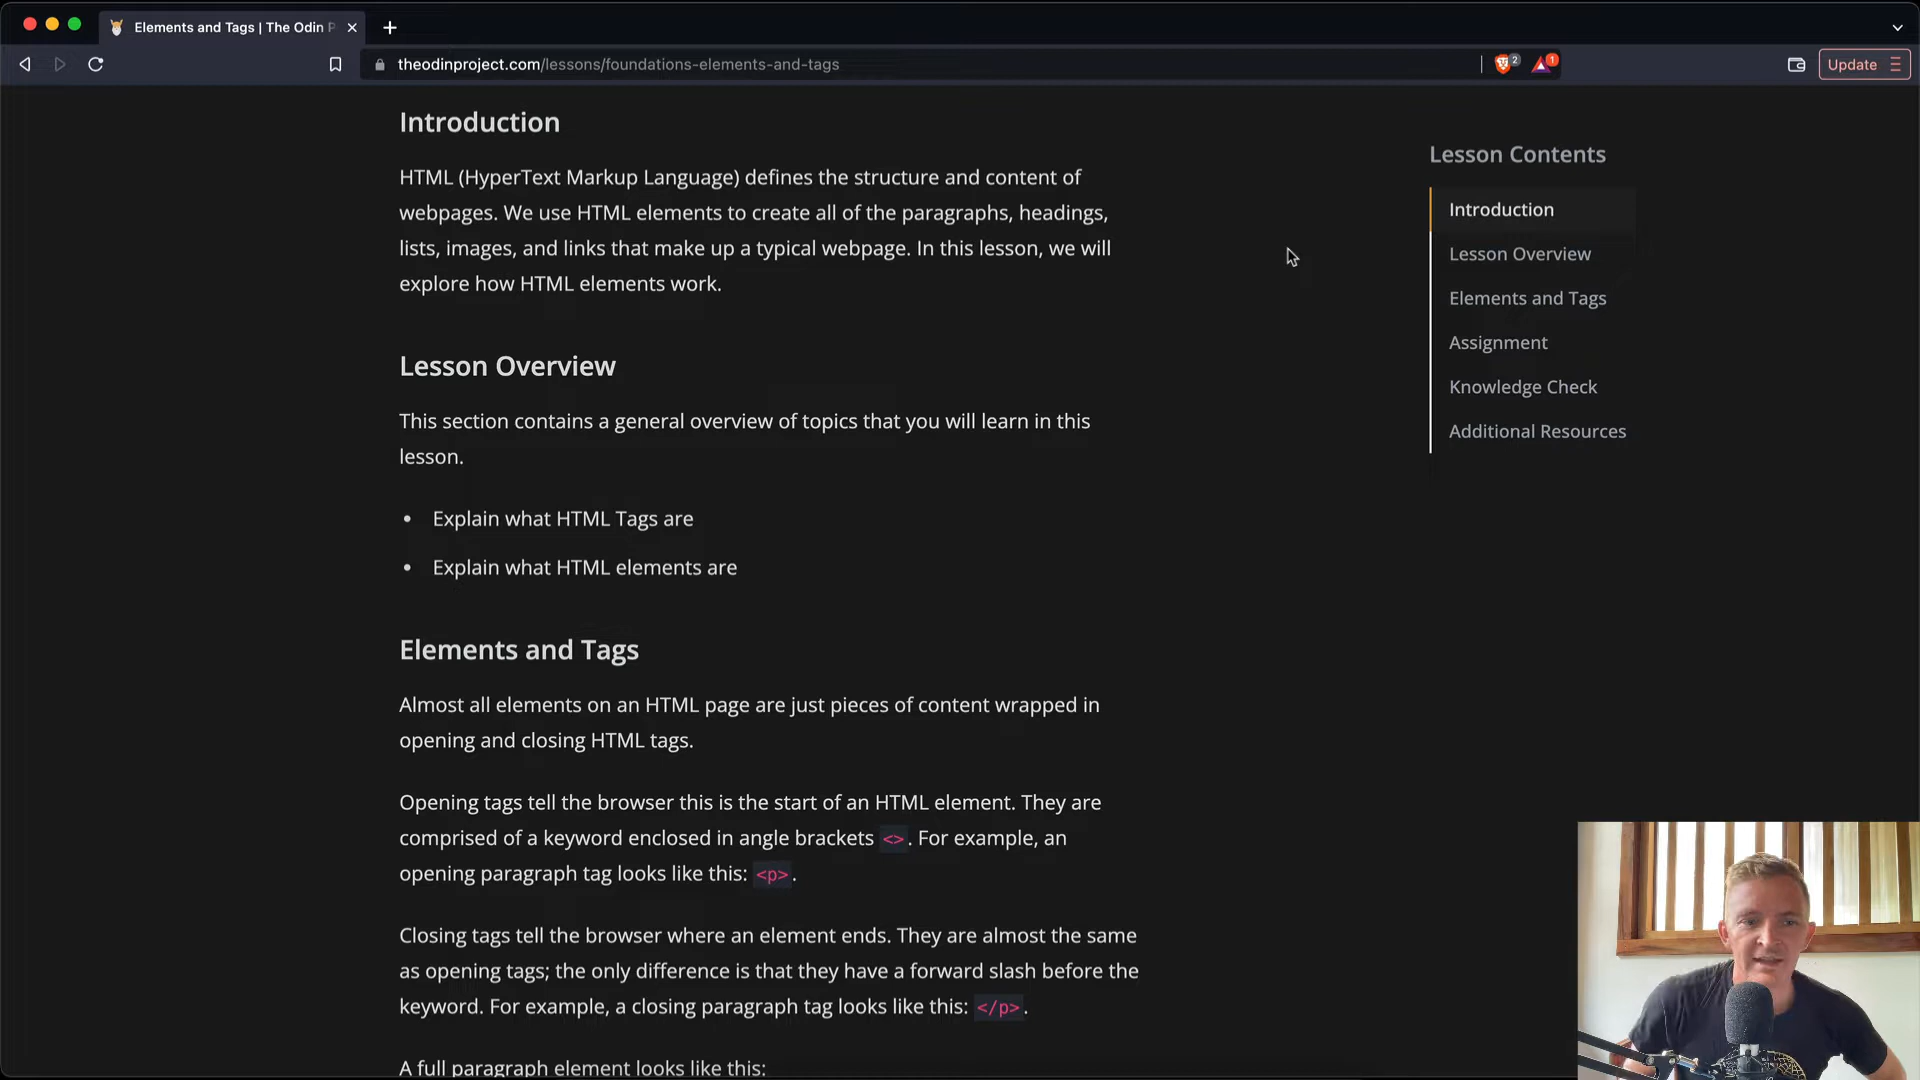 Elements and Tags | The Odin P
theodinproject.com/lessons/foundations-elements-and-tags
2
1
Update
Introduction
HTML (HyperText Markup Language) defines the structure and content of
webpages. We use HTML elements to create all of the paragraphs, headings,
lists, images, and links that make up a typical webpage. In this lesson, we will
explore how HTML elements work.
Lesson Overview
This section contains a general overview of topics that you will learn in this
lesson.
• Explain what HTML Tags are
• Explain what HTML elements are
Elements and Tags
Almost all elements on an HTML page are just pieces of content wrapped in
opening and closing HTML tags.
Opening tags tell the browser this is the start of an HTML element. They are
comprised of a keyword enclosed in angle brackets <>. For example, an
opening paragraph tag looks like this: <p>.
Closing tags tell the browser where an element ends. They are almost the same
as opening tags; the only difference is that they have a forward slash before the
keyword. For example, a closing paragraph tag looks like this: </p>.
A full paragraph element looks like this:
Lesson Contents
Introduction
Lesson Overview
Elements and Tags
Assignment
Knowledge Check
Additional Resources